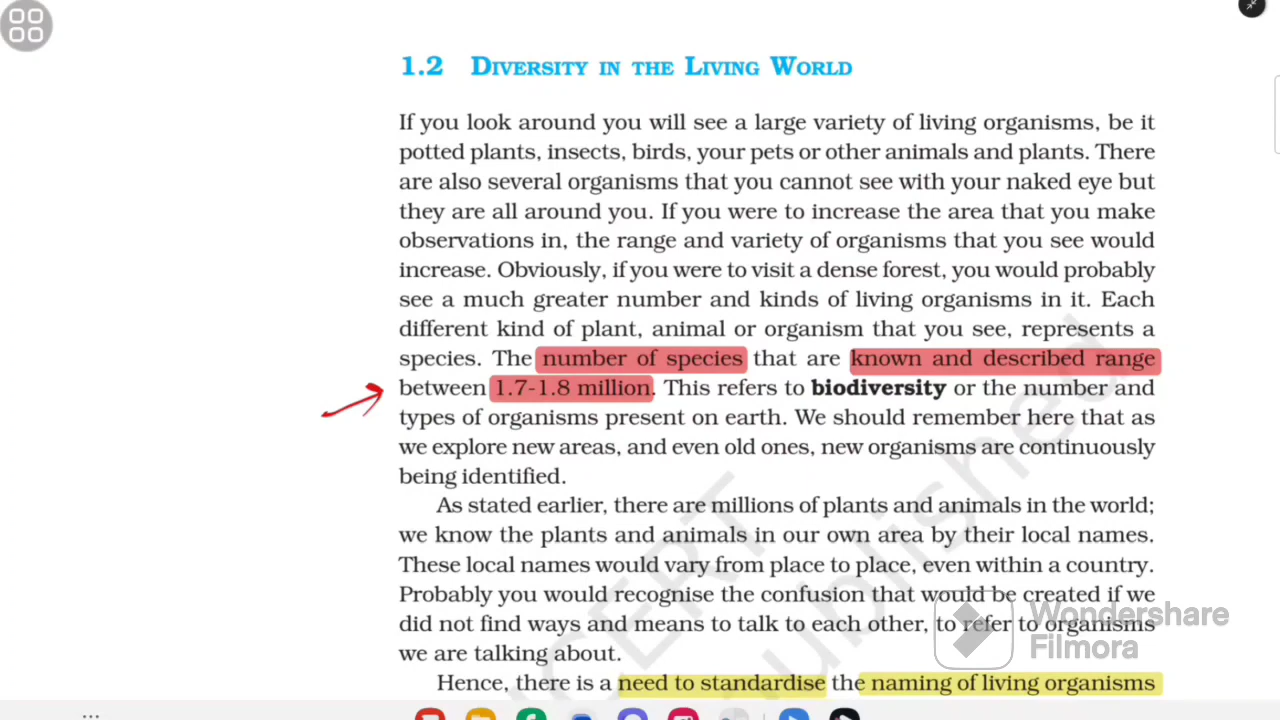 1.2 DIVERSITY IN THE LIVING WORLD
If you look around you will see a large variety of living organisms, be it
potted plants, insects, birds, your pets or other animals and plants. There
are also several organisms that you cannot see with your naked eye but
they are all around you. If you were to increase the area that you make
observations in, the range and variety of organisms that you see would
increase. Obviously, if you were to visit a dense forest, you would probably
see a much greater number and kinds of living organisms in it. Each
different kind of plant, animal or organism that you see, represents a
species. The number of species that are known and described range
between 1.7-1.8 million. This refers to biodiversity or the number and
types of organisms present on earth. We should remember here that as
we explore new areas, and even old ones, new organisms are continuously
being identified.
As stated earlier, there are millions of plants and animals in the world;
we know the plants and animals in our own area by their local names.
These local names would vary from place to place, even within a country.
Probably you would recognise the confusion that would be created if we
did not find ways and means to talk to each other, to refer to organisms
we are talking about.
Hence, there is a need to standardise the naming of living organisms
Wondershare
Filmora
NCERT
published